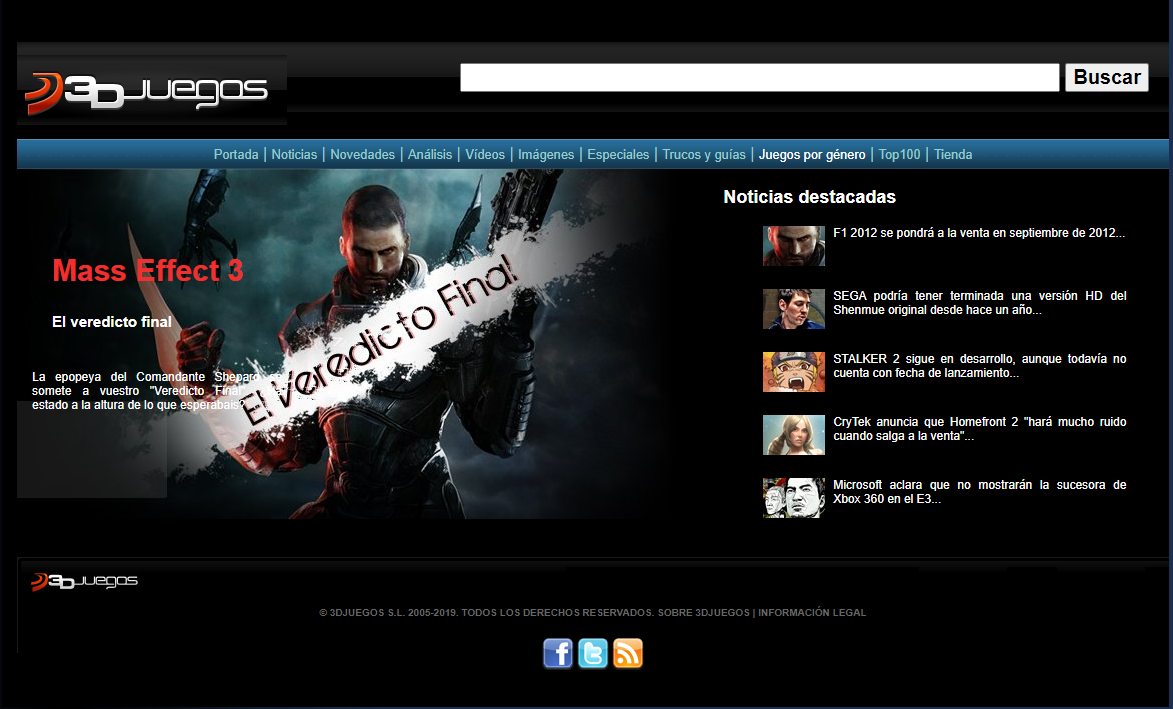 3DJUEGOS
Buscar
Portada | Noticias | Novedades | Análisis | Vídeos | Imágenes | Especiales | Trucos y guías | Juegos por género | Top100 | Tienda
Mass Effect 3
El veredicto final
La epopeya del Comandante Shepard se
somete a vuestro "Veredicto Final"
estado a la altura de lo que esperabais?
El Veredicto Final!
Noticias destacadas
F1 2012 se pondrá a la venta en septiembre de 2012...
SEGA podría tener terminada una versión HD del
Shenmue original desde hace un año...
STALKER 2 sigue en desarrollo, aunque todavía no
cuenta con fecha de lanzamiento...
CryTek anuncia que Homefront 2 "hará mucho ruido
cuando salga a la venta"...
Microsoft aclara que no mostrarán la sucesora de
Xbox 360 en el E3...
3DJUEGOS
© 3DJUEGOS S.L. 2005-2019. TODOS LOS DERECHOS RESERVADOS. SOBRE 3DJUEGOS | INFORMACIÓN LEGAL